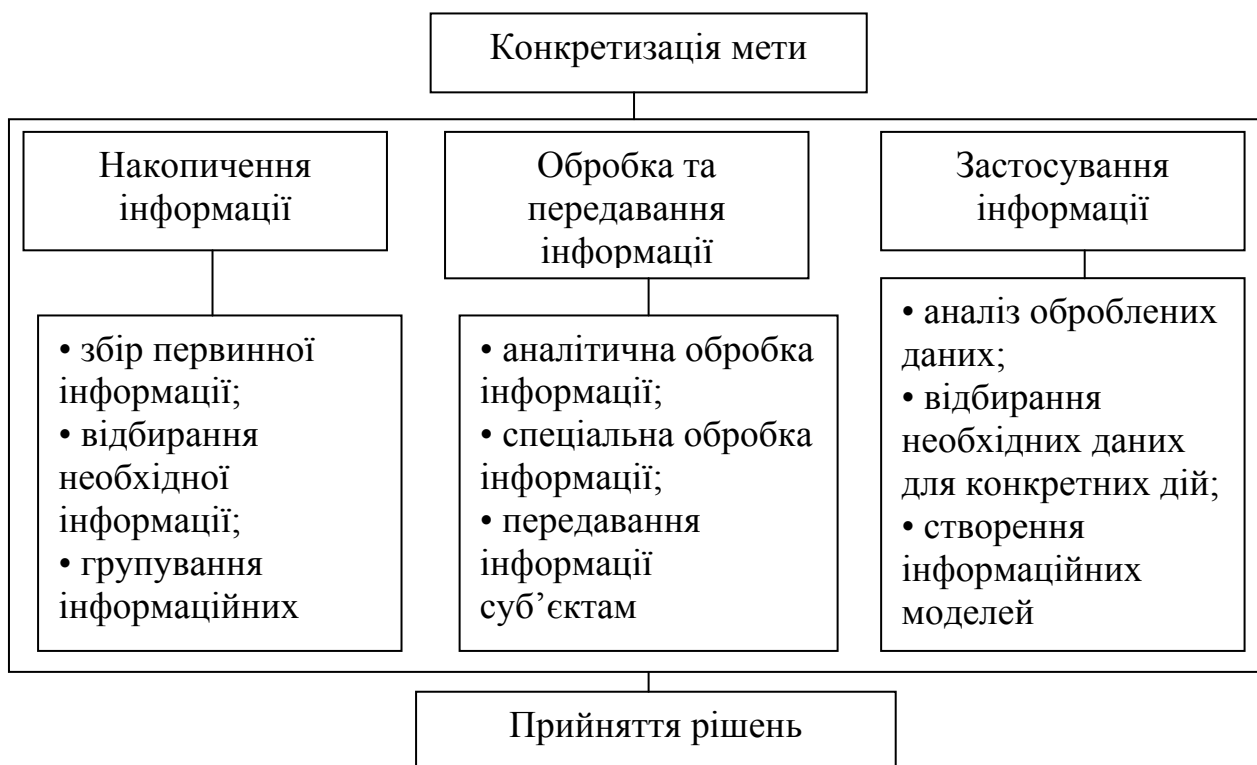 Конкретизація мети
Накопичення
інформації
Обробка та
передавання
інформації
Застосування
інформації
• збір первинної
інформації;
• відбирання
необхідної
інформації;
• групування
інформаційних
• аналітична обробка
інформації;
• спеціальна обробка
інформації;
• передавання
інформації
суб’єктам
• аналіз оброблених
даних;
• відбирання
необхідних даних
для конкретних дій;
• створення
інформаційних
моделей
Прийняття рішень